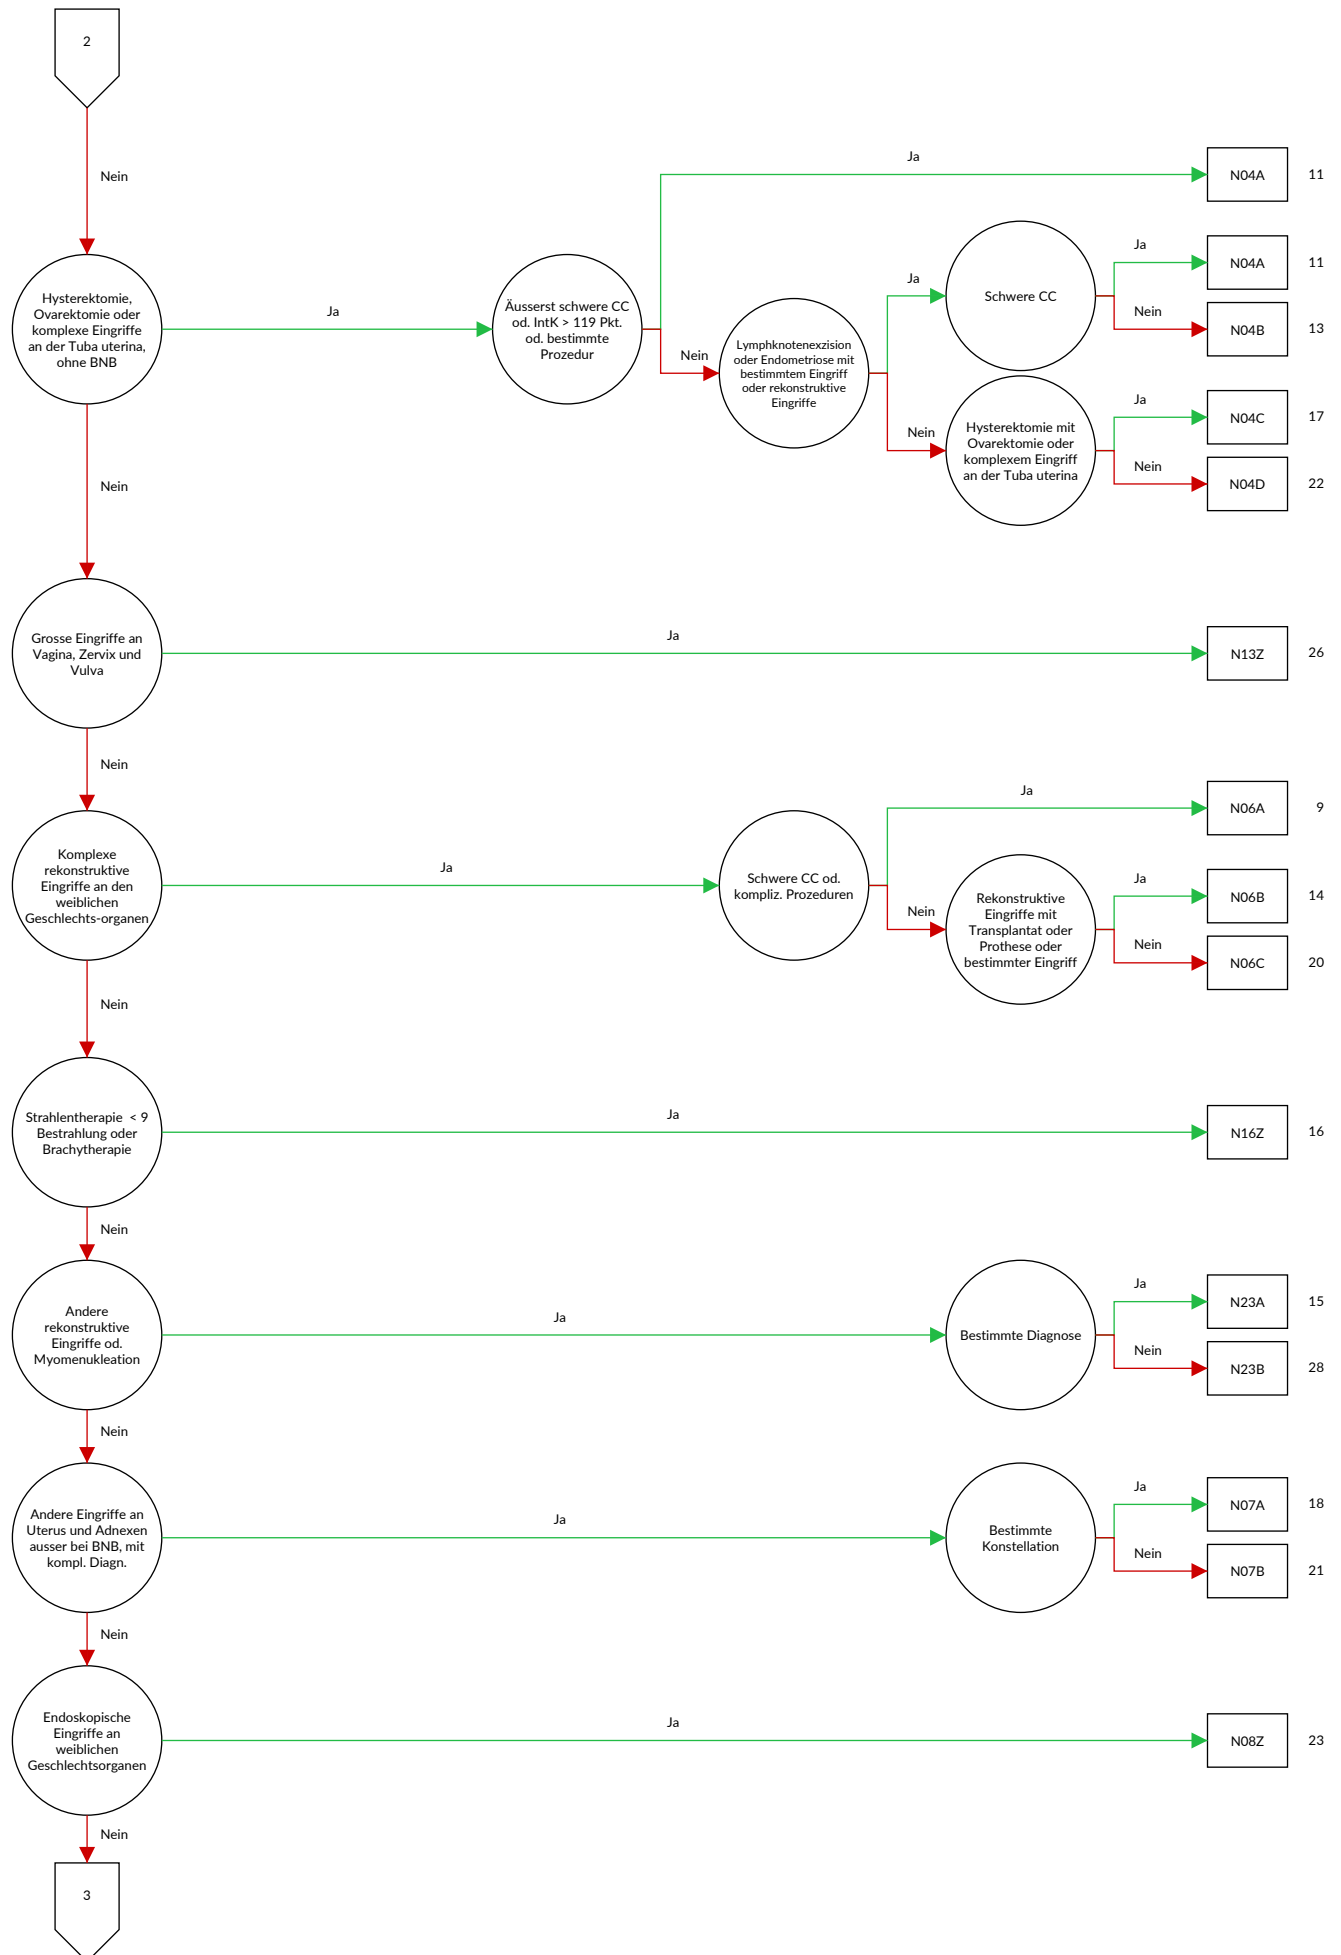 2
Nein
Hysterektomie,
Ovarektomie oder
komplexe Eingriffe
an der Tuba uterina,
ohne BNB
Ja
Äusserst schwere CC
od. IntK > 119 Pkt.
od. bestimmte
Prozedur
Ja
N04A
11
Nein
Lymphknotenexzision
oder Endometriose mit
bestimmtem Eingriff
oder rekonstruktive
Eingriffe
Ja
Schwere CC
Ja
N04A
11
Nein
N04B
13
Nein
Hysterektomie mit
Ovarektomie oder
komplexem Eingriff
an der Tuba uterina
Ja
N04C
17
Nein
N04D
22
Nein
Grosse Eingriffe an
Vagina, Zervix und
Vulva
Ja
N13Z
26
Nein
Komplexe
rekonstruktive
Eingriffe an den
weiblichen
Geschlechts-organen
Ja
Schwere CC od.
kompliz. Prozeduren
Ja
N06A
9
Nein
Rekonstruktive
Eingriffe mit
Transplantat oder
Prothese oder
bestimmter Eingriff
Ja
N06B
14
Nein
N06C
20
Nein
Strahlentherapie < 9
Bestrahlung oder
Brachytherapie
Ja
N16Z
16
Nein
Andere
rekonstruktive
Eingriffe od.
Myomenukleation
Ja
Bestimmte Diagnose
Ja
N23A
15
Nein
N23B
28
Nein
Andere Eingriffe an
Uterus und Adnexen
ausser bei BNB, mit
kompl. Diagn.
Ja
Bestimmte
Konstellation
Ja
N07A
18
Nein
N07B
21
Nein
Endoskopische
Eingriffe an
weiblichen
Geschlechtsorganen
Ja
N08Z
23
Nein
3